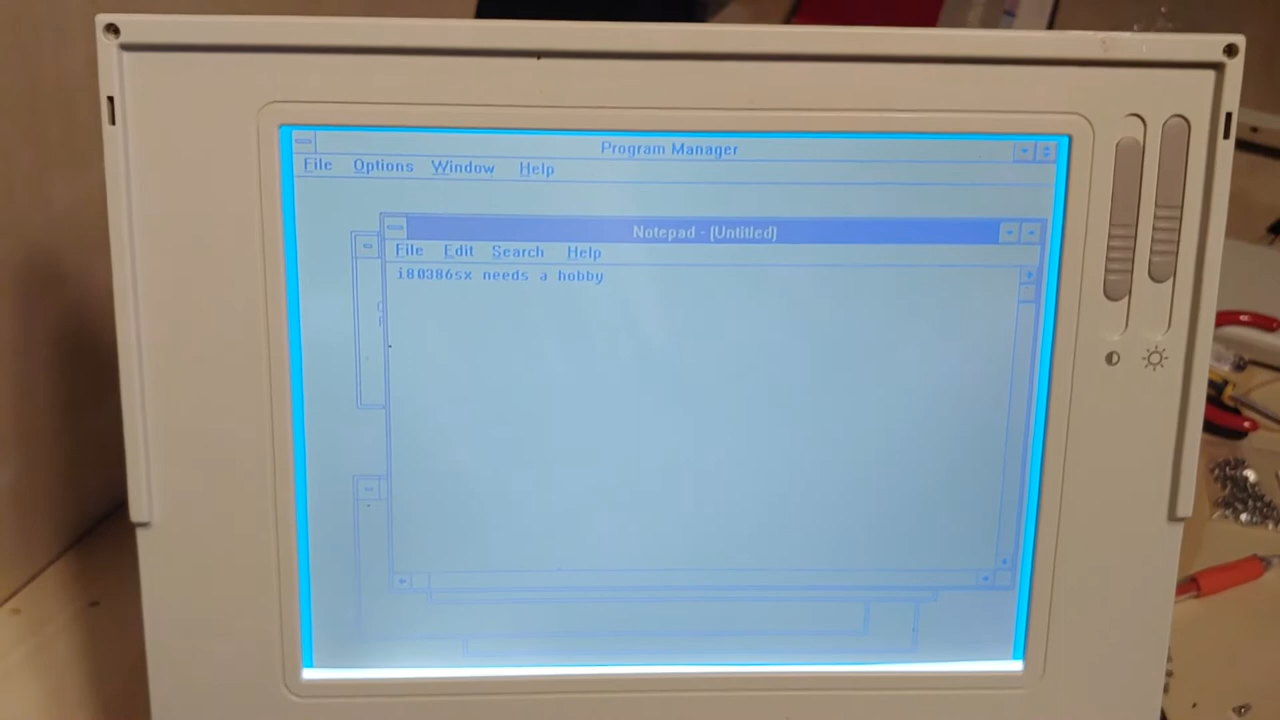 Program Manager
File Options Window Help
Notepad - (Untitled)
File Edit Search Help
i80386sx needs a hobby